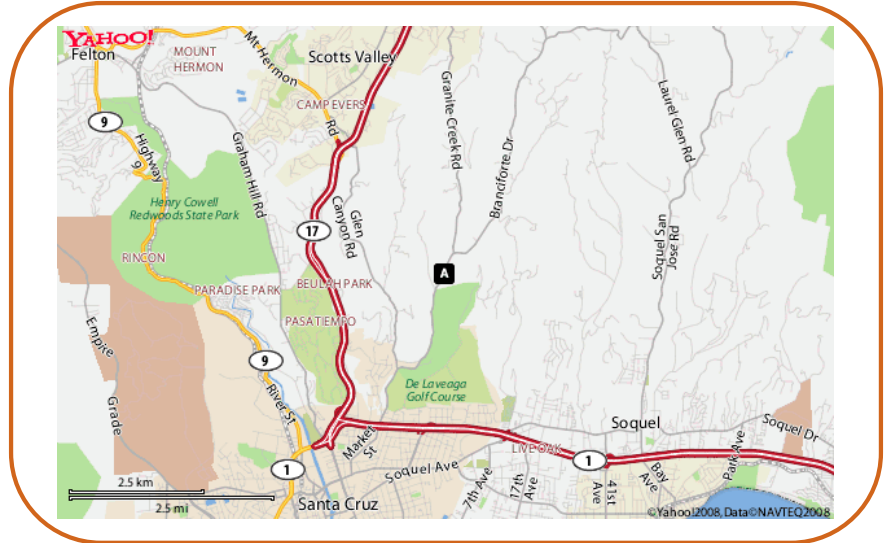 YAHOO!
Felton
MOUNT
HERMON
Mt Hermon
Rd
Scotts Valley
CAMP EVERS
Granite Creek Rd
Branciforte Dr
Laurel Glen Rd
9
Highway
9
Graham Hill Rd
Henry Cowell
Redwoods State Park
17
Glen
Canyon Rd
Soquel San
Jose Rd
RINCON
A
PARADISE PARK
BEULAH PARK
PASATIEMPO
Empire
Grade
9
River St
De Laveaga
Golf Course
Market
St
Soquel
Soquel Dr
LIVE OAK
1
1
Soquel Ave
7th Ave
17th
Ave
41st
Ave
Bay
Ave
Park Ave
2.5 km
2.5 mi
Santa Cruz
©Yahoo!2008, Data©NAVTEQ2008